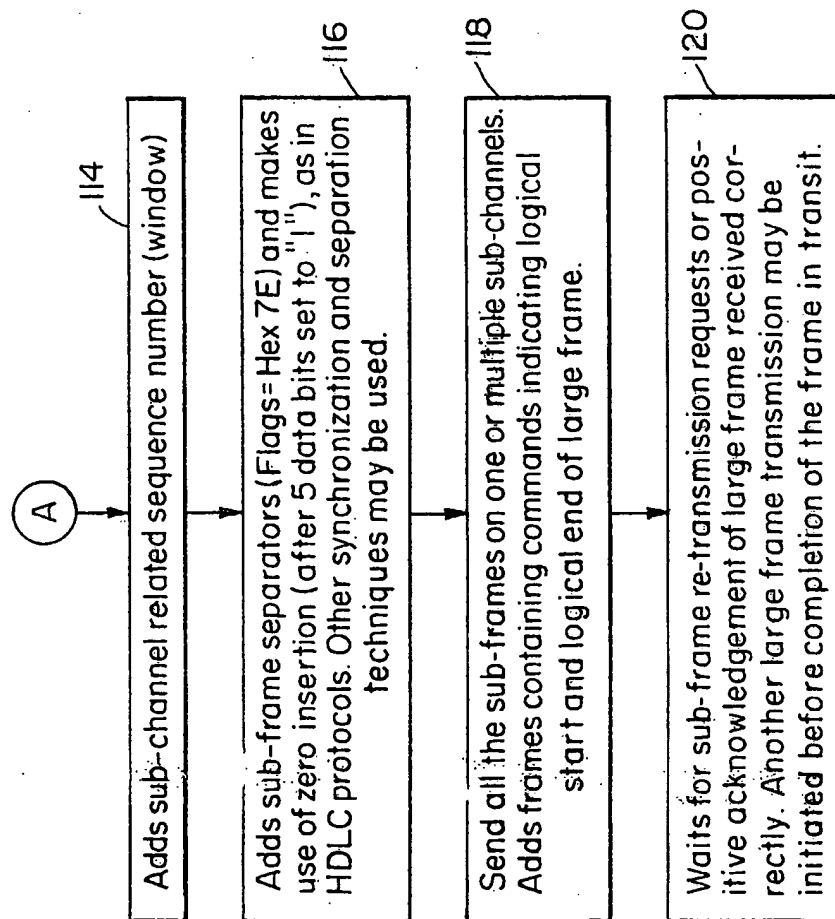 A
114
Adds sub-channel related sequence number (window)
116
Adds sub-frame separators (Flags = Hex 7E) and makes
use of zero insertion (after 5 data bits set to "1"), as in
HDLC protocols. Other synchronization and separation
techniques may be used.
118
Send all the sub-frames on one or multiple sub-channels.
Adds frames containing commands indicating logical
start and logical end of large frame.
120
Waits for sub-frame re-transmission requests or pos-
itive acknowledgement of large frame received cor-
rectly. Another large frame transmission may be
initiated before completion of the frame in transit.